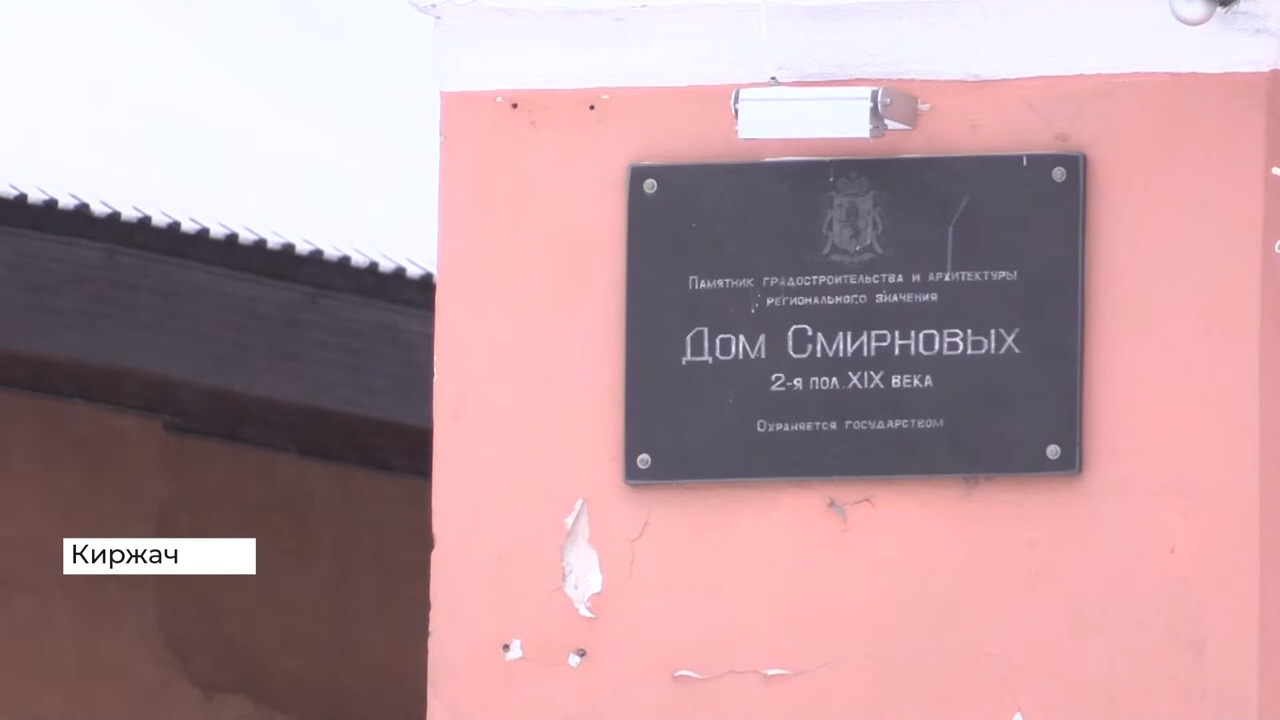 Памятник градостроительства и архитектуры
регионального значения
Дом Смирновых
2-я пол. XIX века
Охраняется государством
Киржач